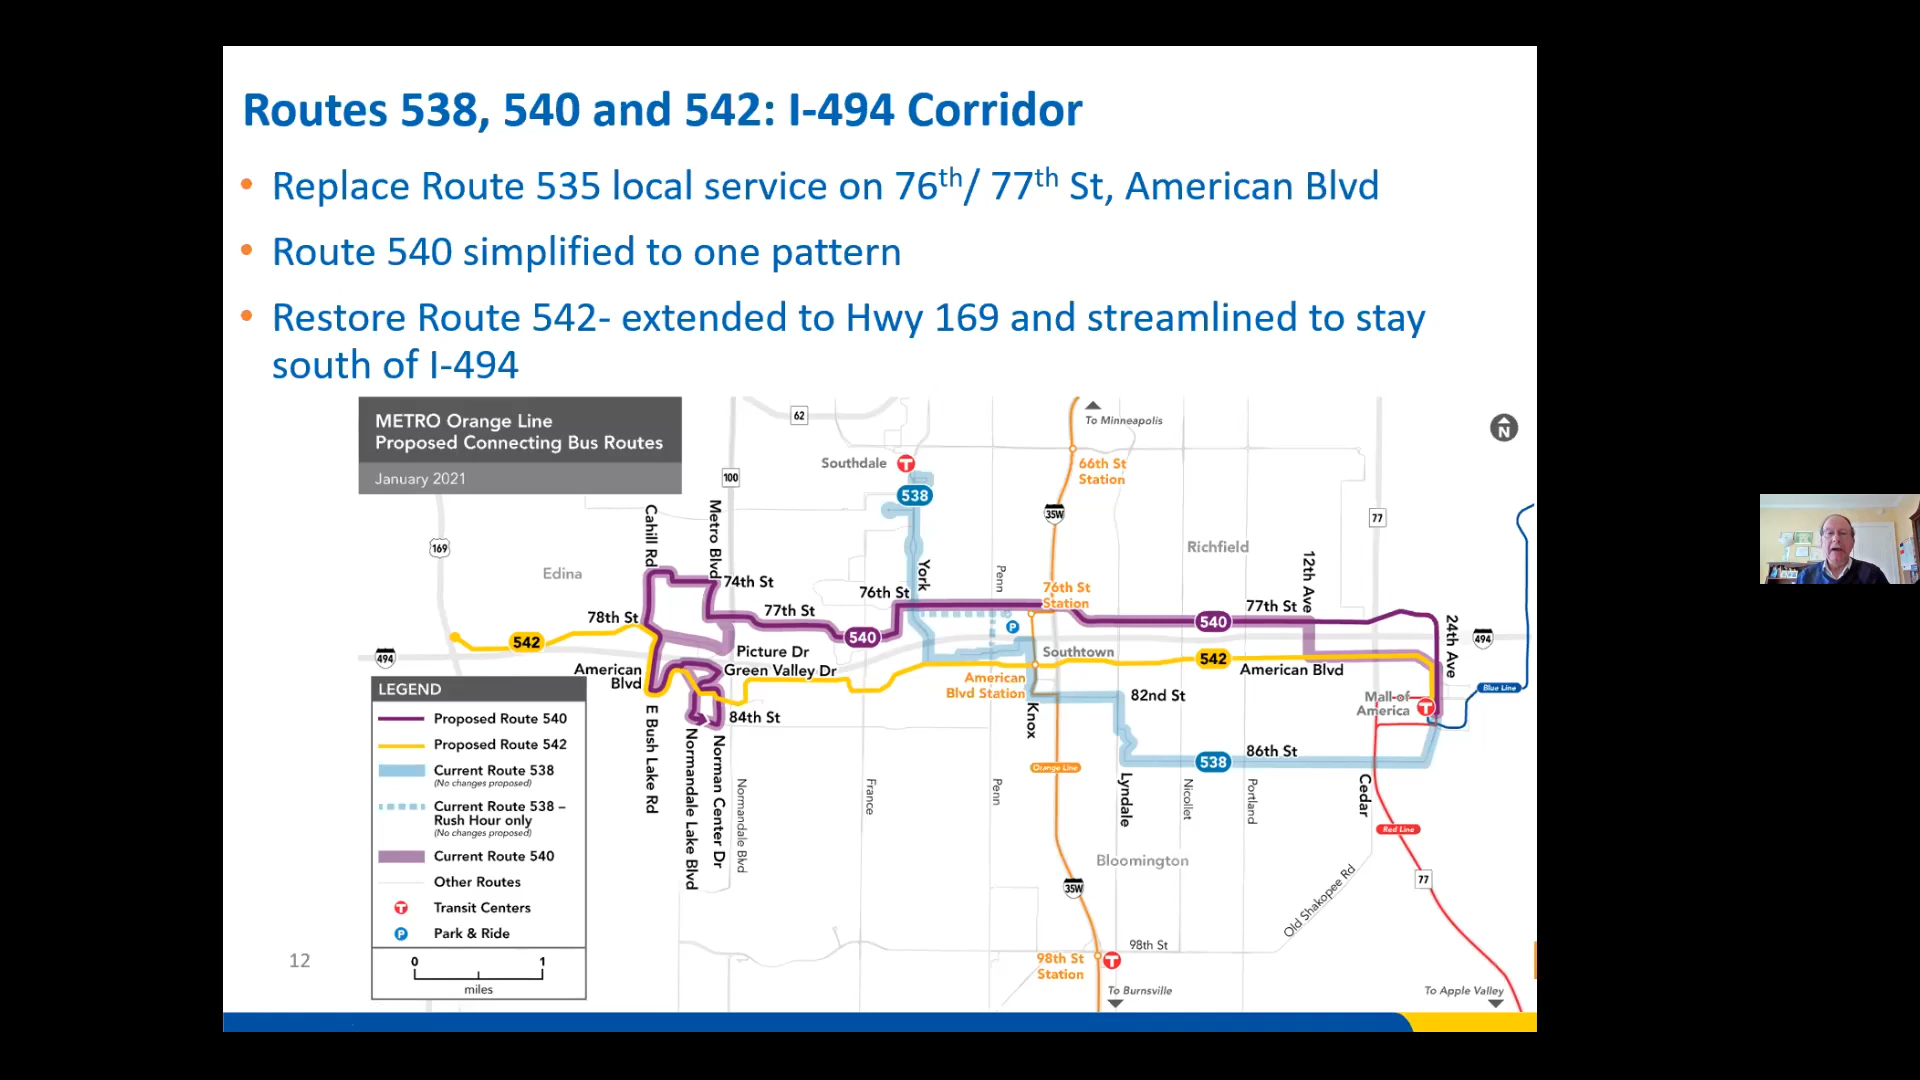 Routes 538, 540 and 542: I-494 Corridor
• Replace Route 535 local service on 76th/ 77th St, American Blvd
• Route 540 simplified to one pattern
• Restore Route 542- extended to Hwy 169 and streamlined to stay
south of I-494
METRO Orange Line
Proposed Connecting Bus Routes
January 2021
62
To Minneapolis
N
Southdale
T
66th St
Station
100
538
Cahill Rd
Metro Blvd
35W
77
169
Edina
Richfield
York
Penn
12th Ave
74th St
76th St
76th St
Station
77th St
77th St
78th St
540
540
P
24th Ave
494
542
494
Picture Dr
Southtown
542
American
Blvd
Green Valley Dr
American Blvd
American
Blvd Station
Blue Line
Mall of
America
T
82nd St
84th St
Knox
E Bush Lake Rd
Normandale Lake Blvd
Norman Center Dr
Normandale Blvd
France
Penn
Orange Line
538
86th St
Lyndale
Nicollet
Portland
Cedar
Red Line
Bloomington
35W
77
Old Shakopee Rd
98th St
98th St
Station
T
To Burnsville
To Apple Valley
LEGEND
Proposed Route 540
Proposed Route 542
Current Route 538
(No changes proposed)
Current Route 538 –
Rush Hour only
(No changes proposed)
Current Route 540
Other Routes
T Transit Centers
P Park & Ride
0 1
miles
12